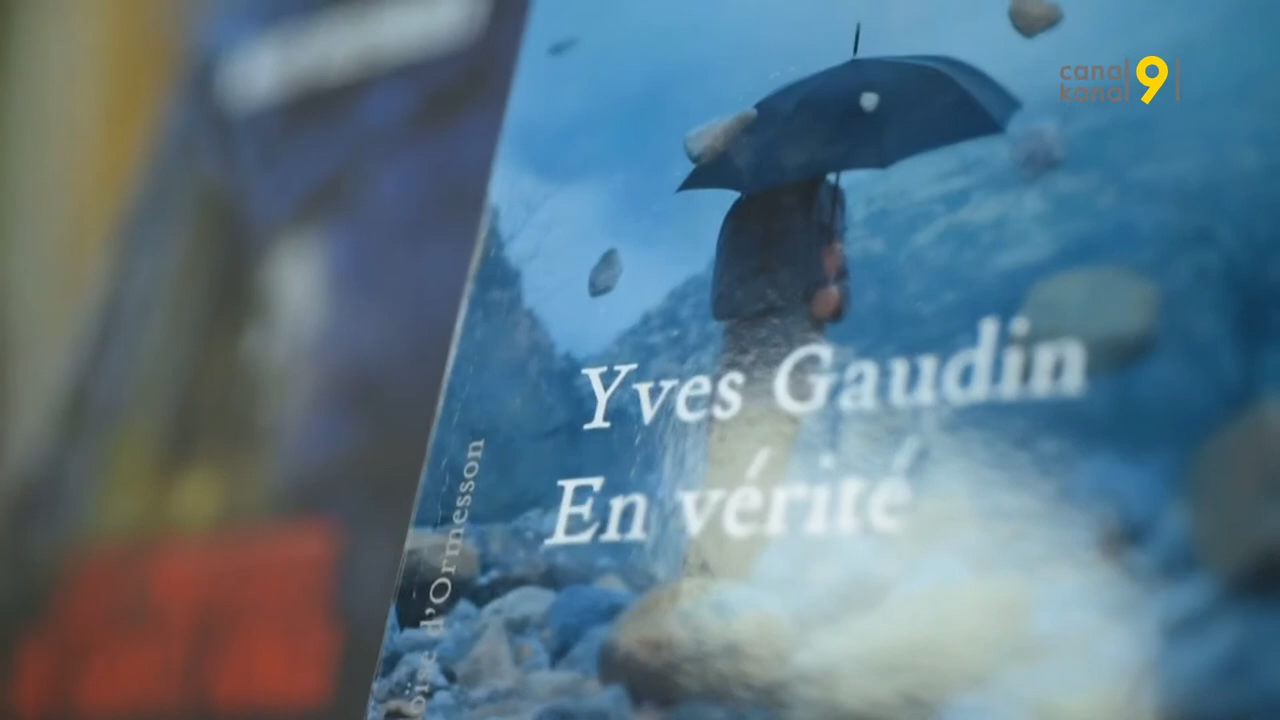 canal 9
kanal
Yves Gaudin
En vérité
d'Ormesson